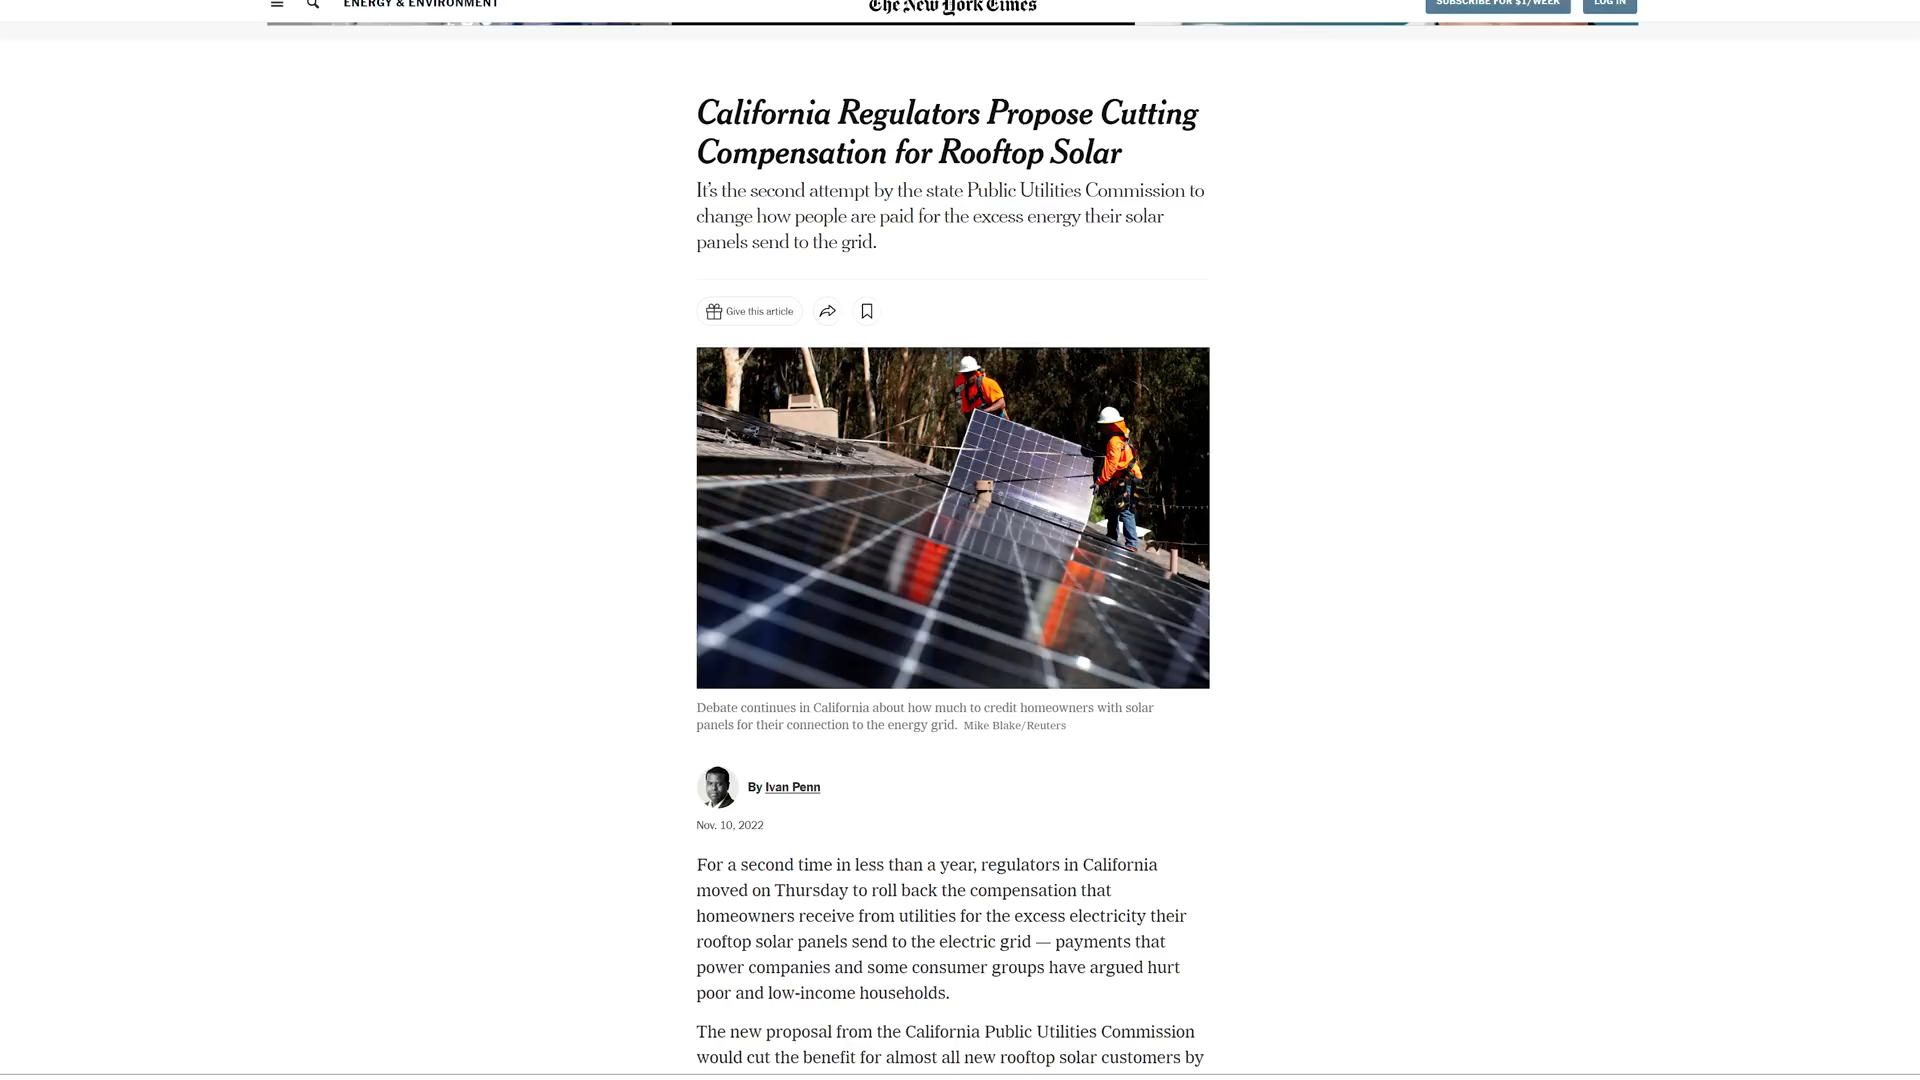 ENERGY & ENVIRONMENT
The New York Times
SUBSCRIBE FOR $1/WEEK
LOG IN
California Regulators Propose Cutting
Compensation for Rooftop Solar
It’s the second attempt by the state Public Utilities Commission to
change how people are paid for the excess energy their solar
panels send to the grid.
Give this article
Debate continues in California about how much to credit homeowners with solar
panels for their connection to the energy grid. Mike Blake/Reuters
By Ivan Penn
Nov. 10, 2022
For a second time in less than a year, regulators in California
moved on Thursday to roll back the compensation that
homeowners receive from utilities for the excess electricity their
rooftop solar panels send to the electric grid — payments that
power companies and some consumer groups have argued hurt
poor and low-income households.
The new proposal from the California Public Utilities Commission
would cut the benefit for almost all new rooftop solar customers by